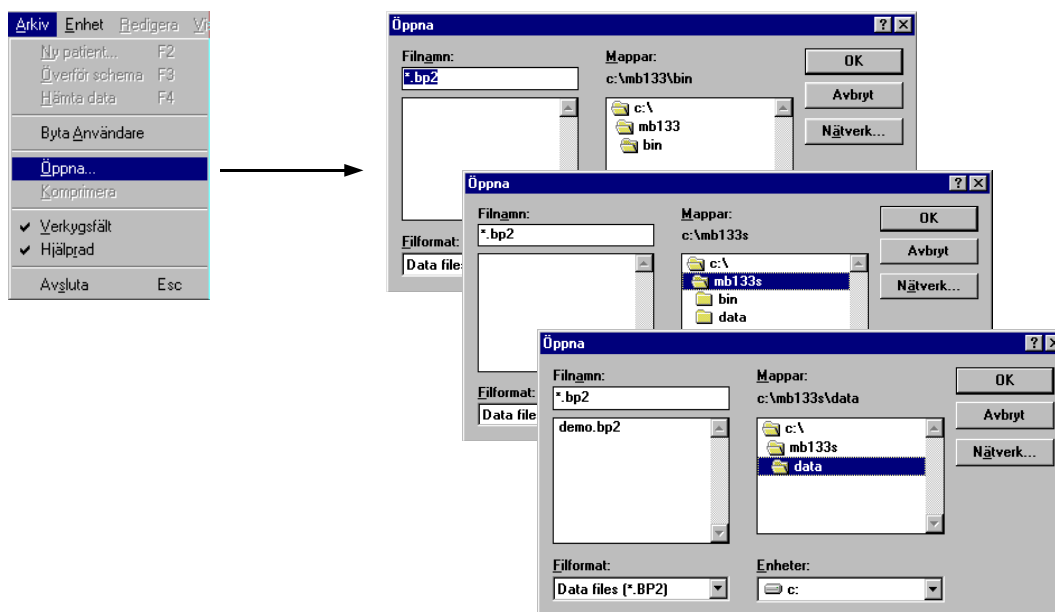 Arkiv Enhet Redigera
Ny patient... F2
Överför schema F3
Hämta data F4
Byta Användare
Öppna...
Komprimera
Verkygsfält
Hjälprad
Avsluta Esc
Öppna
Filnamn:
*.bp2
Mappar:
c:\mb133\bin
c:\
mb133
bin
OK
Avbryt
Nätverk...
Filformat:
Data files
Öppna
Filnamn:
*.bp2
Mappar:
c:\mb133s
c:\
mb133s
bin
data
OK
Avbryt
Nätverk...
Filformat:
Data file
Öppna
Filnamn:
*.bp2
demo.bp2
Mappar:
c:\mb133s\data
c:\
mb133s
data
OK
Avbryt
Nätverk...
Filformat:
Data files (*.BP2)
Enheter:
c: